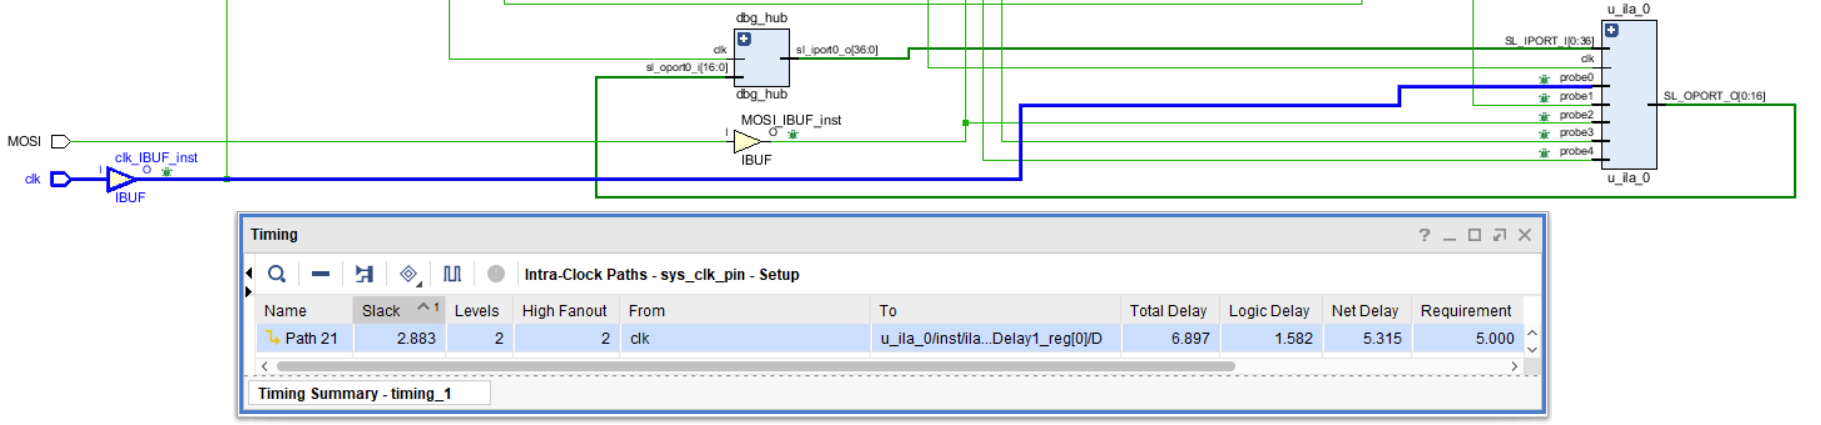 u_ila_0
dbg_hub
clk
sl_iport0_o[36:0]
sl_oport0_i[16:0]
dbg_hub
SL_IPORT_I[0:36]
clk
probe0
probe1
probe2
probe3
probe4
SL_OPORT_O[0:16]
u_ila_0
MOSI
MOSI_IBUF_inst
I
O
IBUF
clk
clk_IBUF_inst
I
O
IBUF
Timing
Intra-Clock Paths - sys_clk_pin - Setup
Name Slack 1 Levels High Fanout From To Total Delay Logic Delay Net Delay Requirement
Path 21 2.883 2 2 clk u_ila_0/inst/ila...Delay1_reg[0]/D 6.897 1.582 5.315 5.000
Timing Summary - timing_1